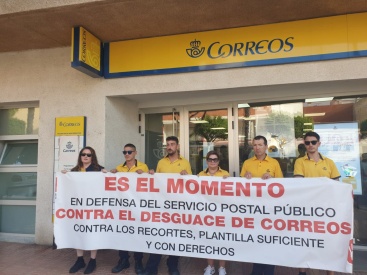 CORREOS
Correos
ES EL MOMENTO
EN DEFENSA DEL SERVICIO POSTAL PÚBLICO
CONTRA EL DESGUACE DE CORREOS
CONTRA LOS RECORTES, PLANTILLA SUFICIENTE
Y CON DERECHOS